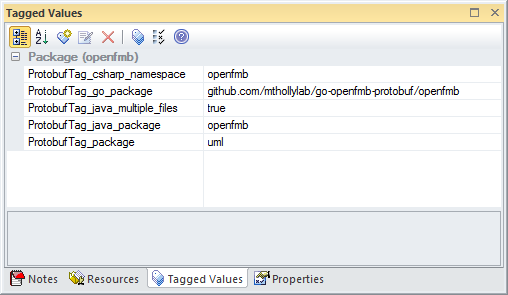 Tagged Values
Package (openfmb)
ProtobufTag_csharp_namespace openfmb
ProtobufTag_go_package github.com/mthollylab/go-openfmb-protobuf/openfmb
ProtobufTag_java_multiple_files true
ProtobufTag_java_package openfmb
ProtobufTag_package uml
Notes Resources Tagged Values Properties